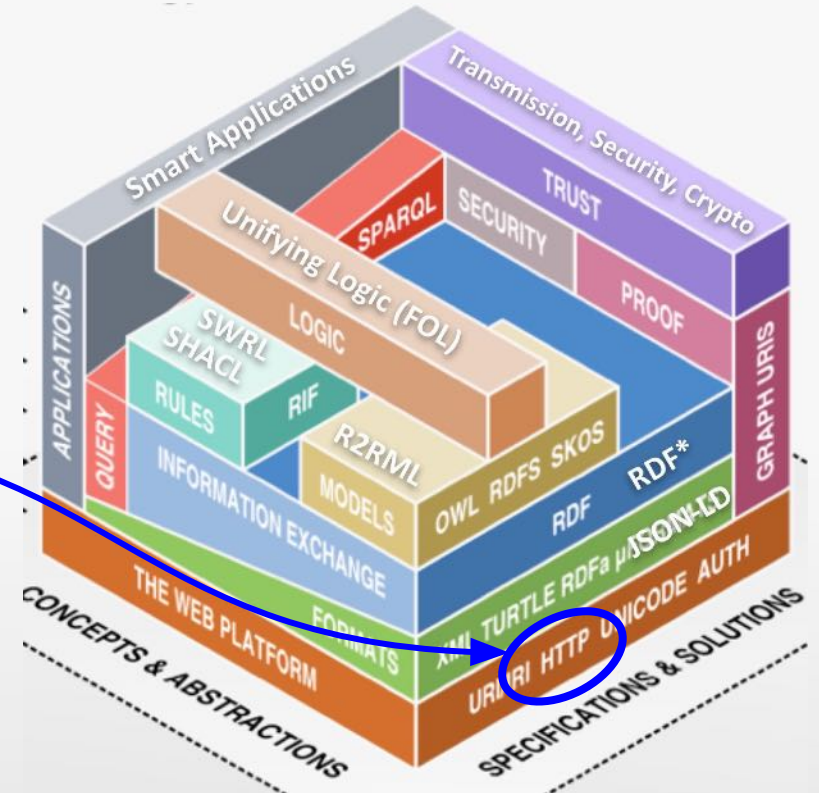 Smart Applications
Transmission, Security, Crypto
TRUST
SPARQL
SECURITY
PROOF
Unifying Logic (FOL)
LOGIC
APPLICATIONS
QUERY
SWRL
SHACL
RULES
RIF
R2RML
MODELS
OWL RDFS SKOS
GRAPH URIS
INFORMATION EXCHANGE
RDF
RDF*
FORMATS
XML TURTLE RDFa
JSON-LD
THE WEB PLATFORM
HTTP UNICODE AUTH
CONCEPTS & ABSTRACTIONS
SPECIFICATIONS & SOLUTIONS